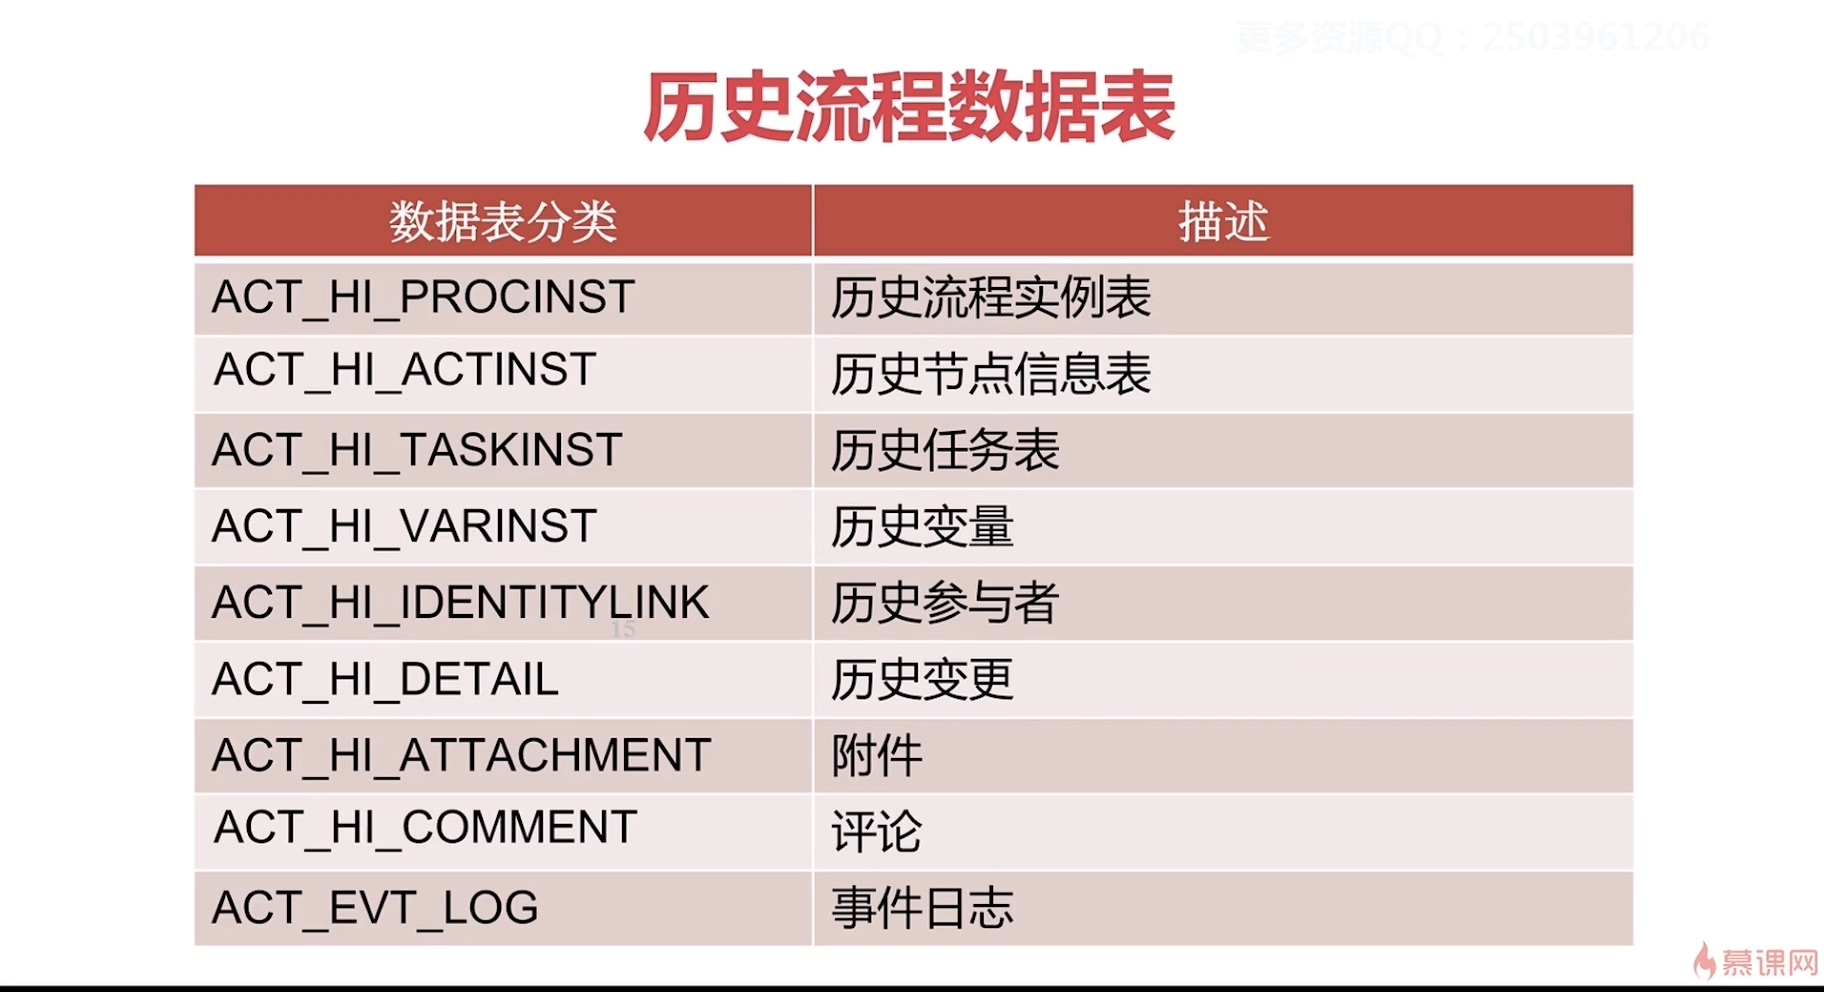 更多资源QQ：2503961206
历史流程数据表
数据表分类 描述
ACT_HI_PROCINST 历史流程实例表
ACT_HI_ACTINST 历史节点信息表
ACT_HI_TASKINST 历史任务表
ACT_HI_VARINST 历史变量
ACT_HI_IDENTITYLINK 历史参与者
15
ACT_HI_DETAIL 历史变更
ACT_HI_ATTACHMENT 附件
ACT_HI_COMMENT 评论
ACT_EVT_LOG 事件日志
慕课网